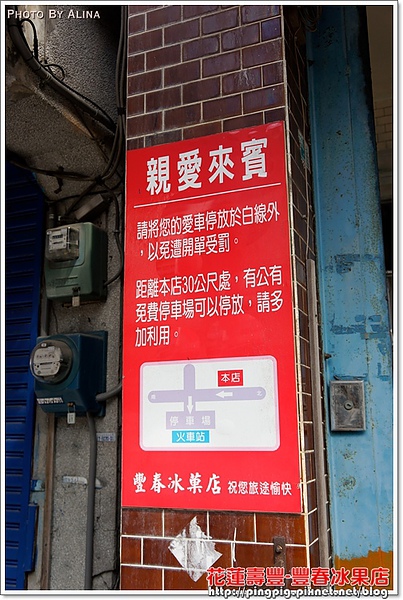 PHOTO BY ALINA
親愛來賓
請將您的愛車停放於白線外
，以免遭開單受罰。
距離本店30公尺處，有公有
免費停車場可以停放，請多
加利用。
本店
南
北
停車場
火車站
豐春冰菓店 祝您旅途愉快
花蓮壽豐-豐春冰果店
http://pingpig.pixnet.net/blog